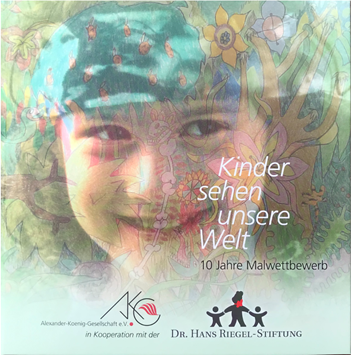 Kinder
sehen
unsere
Welt
10 Jahre Malwettbewerb
AKG
Alexander-Koenig-Gesellschaft e.V.
in Kooperation mit der
DR. HANS RIEGEL-STIFTUNG